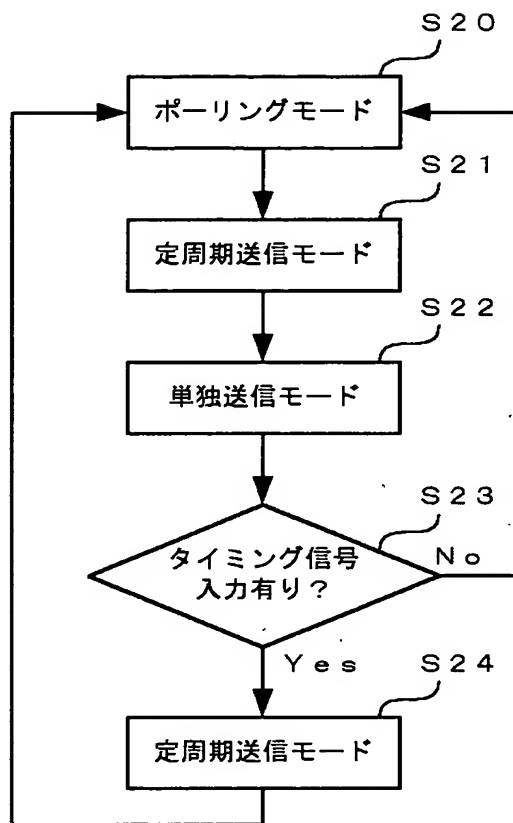 S20
ポーリングモード
S21
定周期送信モード
S22
単独送信モード
S23
タイミング信号
入力有り？
No
Yes
S24
定周期送信モード